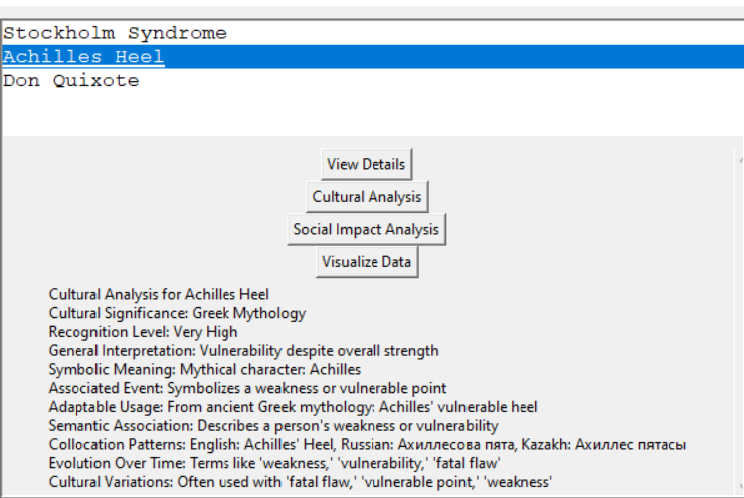 Stockholm Syndrome
Achilles Heel
Don Quixote
View Details
Cultural Analysis
Social Impact Analysis
Visualize Data
Cultural Analysis for Achilles Heel
Cultural Significance: Greek Mythology
Recognition Level: Very High
General Interpretation: Vulnerability despite overall strength
Symbolic Meaning: Mythical character: Achilles
Associated Event: Symbolizes a weakness or vulnerable point
Adaptable Usage: From ancient Greek mythology: Achilles' vulnerable heel
Semantic Association: Describes a person's weakness or vulnerability
Collocation Patterns: English: Achilles' Heel, Russian: Ахиллесова пята, Kazakh: Ахиллес пятасы
Evolution Over Time: Terms like 'weakness,' 'vulnerability,' 'fatal flaw'
Cultural Variations: Often used with 'fatal flaw,' 'vulnerable point,' 'weakness'